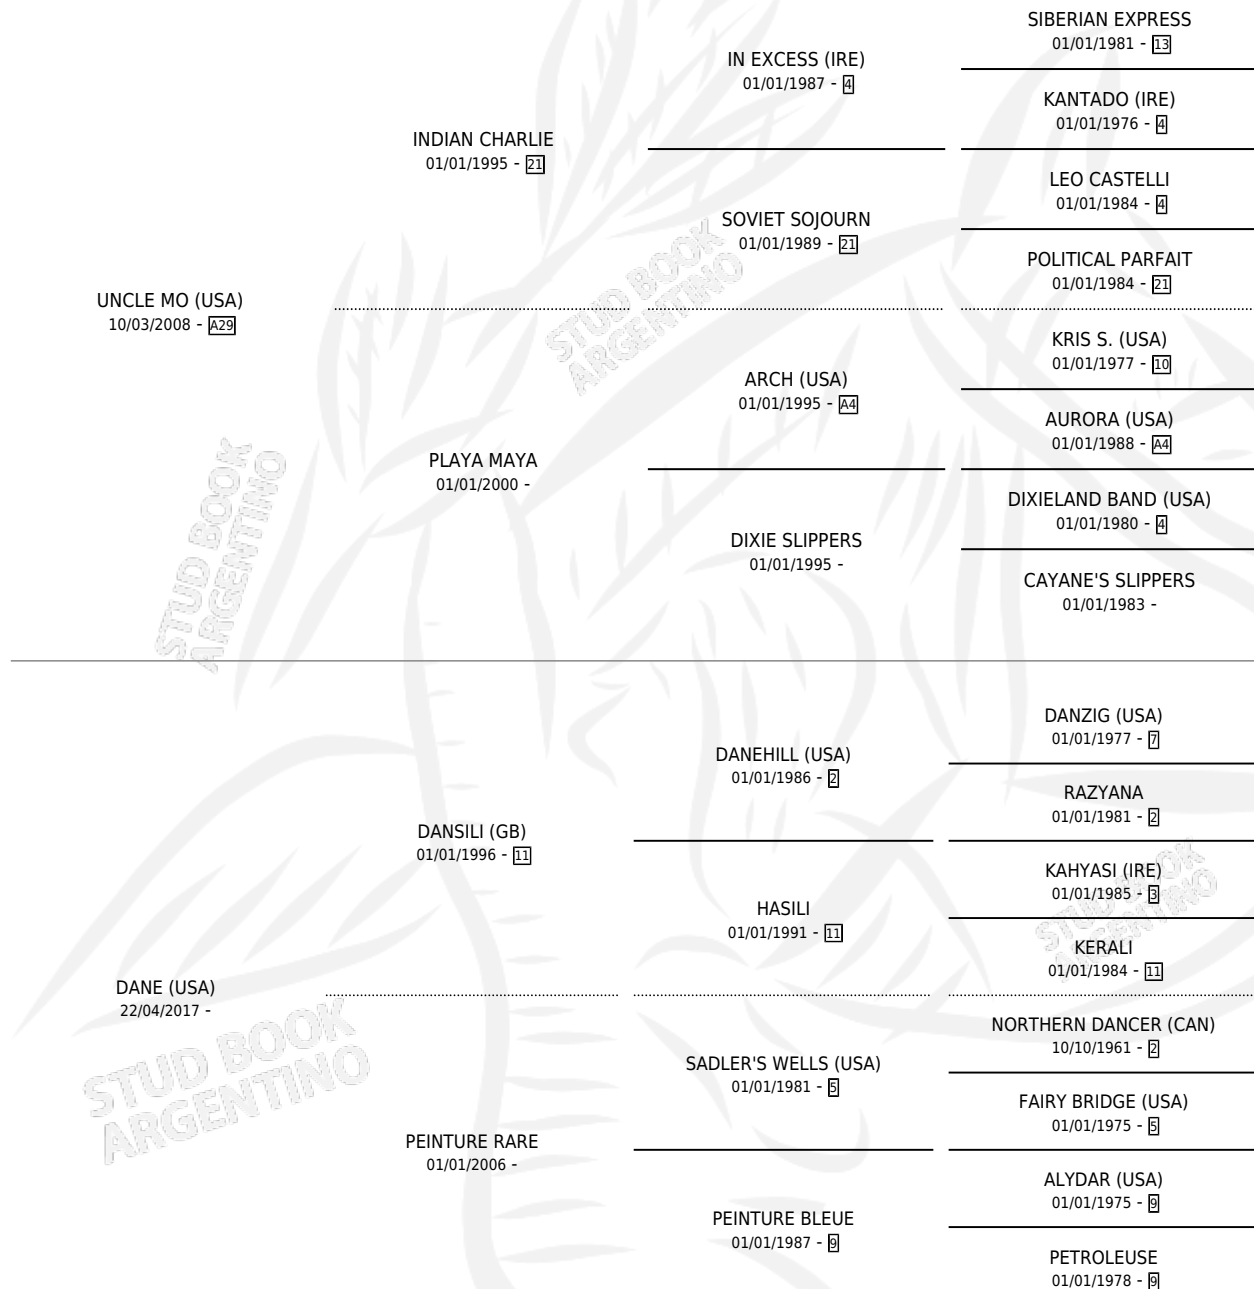 SIBERIAN EXPRESS
01/01/1981 - 13
IN EXCESS (IRE)
01/01/1987 - 4
KANTADO (IRE)
01/01/1976 - 4
INDIAN CHARLIE
01/01/1995 - 21
LEO CASTELLI
01/01/1984 - 4
SOVIET SOJOURN
01/01/1989 - 21
POLITICAL PARFAIT
01/01/1984 - 21
UNCLE MO (USA)
10/03/2008 - A29
KRIS S. (USA)
01/01/1977 - 10
ARCH (USA)
01/01/1995 - A4
AURORA (USA)
01/01/1988 - A4
PLAYA MAYA
01/01/2000 -
DIXIELAND BAND (USA)
01/01/1980 - 4
DIXIE SLIPPERS
01/01/1995 -
CAYANE'S SLIPPERS
01/01/1983 -
DANZIG (USA)
01/01/1977 - 7
DANEHILL (USA)
01/01/1986 - 2
RAZYANA
01/01/1981 - 2
DANSILI (GB)
01/01/1996 - 11
KAHYASI (IRE)
01/01/1985 - 3
HASILI
01/01/1991 - 11
KERALI
01/01/1984 - 11
DANE (USA)
22/04/2017 -
NORTHERN DANCER (CAN)
10/10/1961 - 2
SADLER'S WELLS (USA)
01/01/1981 - 5
FAIRY BRIDGE (USA)
01/01/1975 - 5
PEINTURE RARE
01/01/2006 -
ALYDAR (USA)
01/01/1975 - 9
PEINTURE BLEUE
01/01/1987 - 9
PETROLEUSE
01/01/1978 - 9
STUD BOOK
ARGENTINO
STUD BOOK
ARGENTINO
STUD BOOK
ARGENTINO
STUD BOOK
ARGENTINO